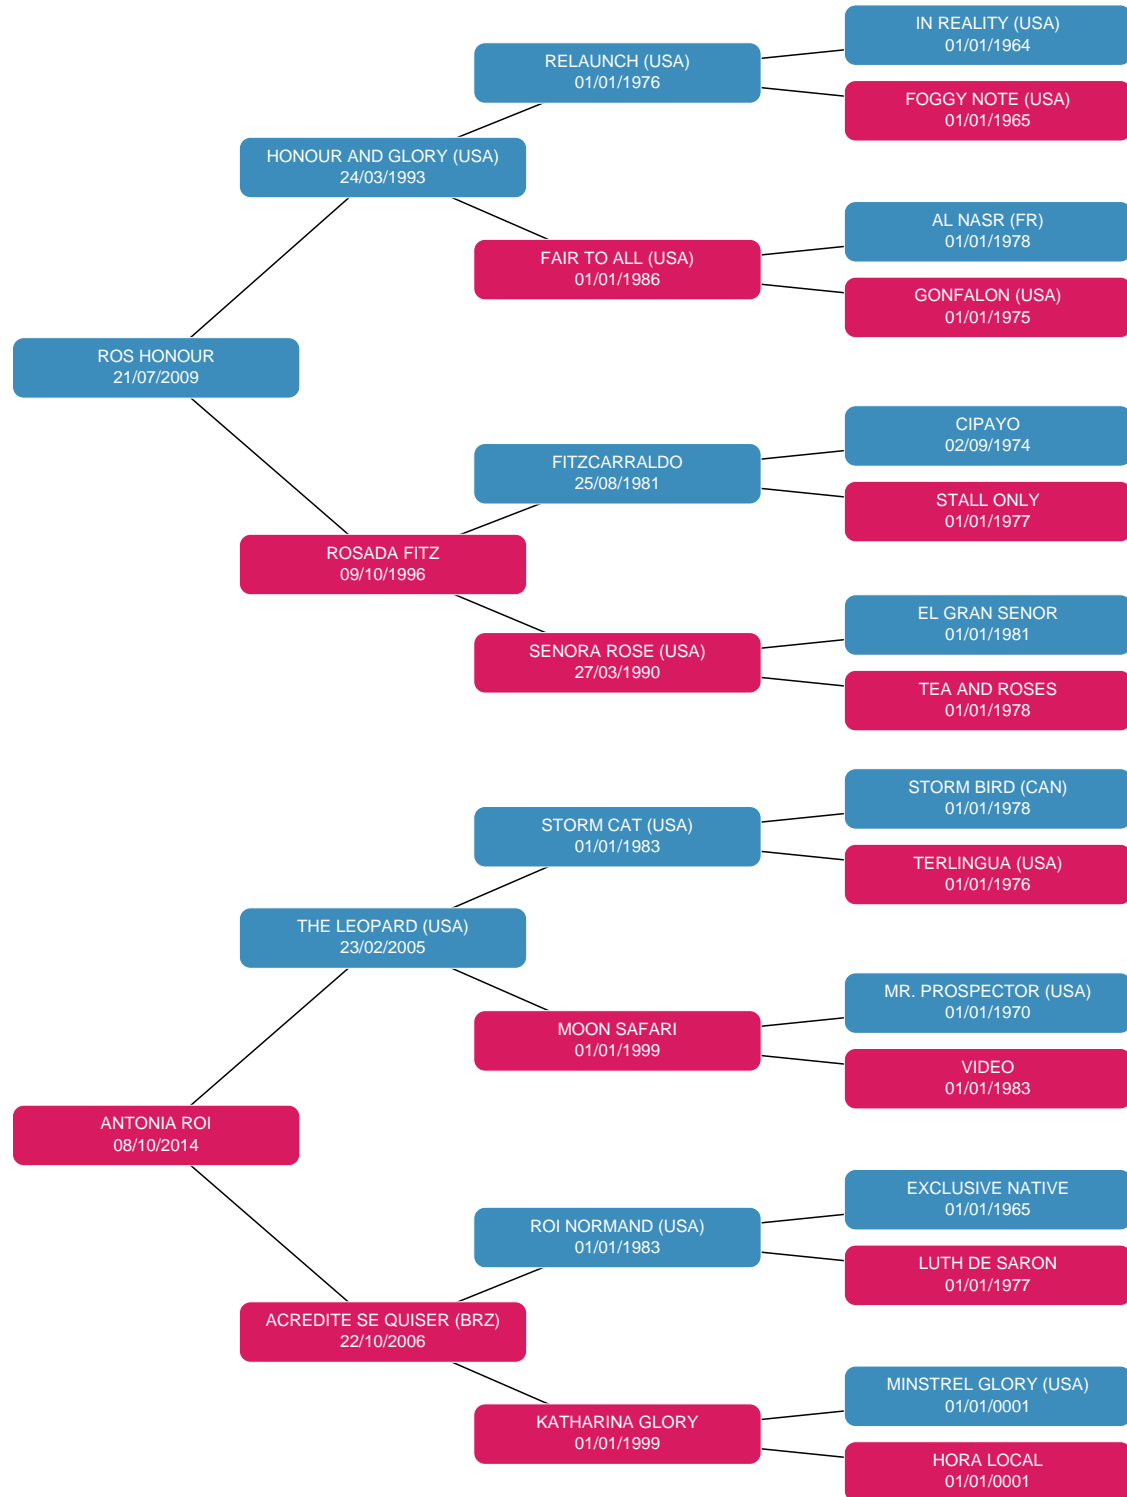 IN REALITY (USA)
01/01/1964
RELAUNCH (USA)
01/01/1976
FOGGY NOTE (USA)
01/01/1965
HONOUR AND GLORY (USA)
24/03/1993
AL NASR (FR)
01/01/1978
FAIR TO ALL (USA)
01/01/1986
GONFALON (USA)
01/01/1975
ROS HONOUR
21/07/2009
CIPAYO
02/09/1974
FITZCARRALDO
25/08/1981
STALL ONLY
01/01/1977
ROSADA FITZ
09/10/1996
EL GRAN SENOR
01/01/1981
SENORA ROSE (USA)
27/03/1990
TEA AND ROSES
01/01/1978
STORM BIRD (CAN)
01/01/1978
STORM CAT (USA)
01/01/1983
TERLINGUA (USA)
01/01/1976
THE LEOPARD (USA)
23/02/2005
MR. PROSPECTOR (USA)
01/01/1970
MOON SAFARI
01/01/1999
VIDEO
01/01/1983
ANTONIA ROI
08/10/2014
EXCLUSIVE NATIVE
01/01/1965
ROI NORMAND (USA)
01/01/1983
LUTH DE SARON
01/01/1977
ACREDITE SE QUISER (BRZ)
22/10/2006
MINSTREL GLORY (USA)
01/01/0001
KATHARINA GLORY
01/01/1999
HORA LOCAL
01/01/0001